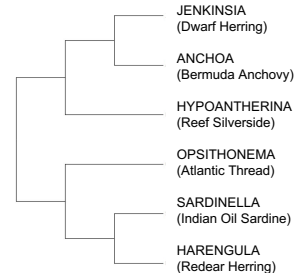 JENKINSIA
(Dwarf Herring)
ANCHOA
(Bermuda Anchovy)
HYPOANTHERINA
(Reef Silverside)
OPSITHONEMA
(Atlantic Thread)
SARDINELLA
(Indian Oil Sardine)
HARENGULA
(Redear Herring)